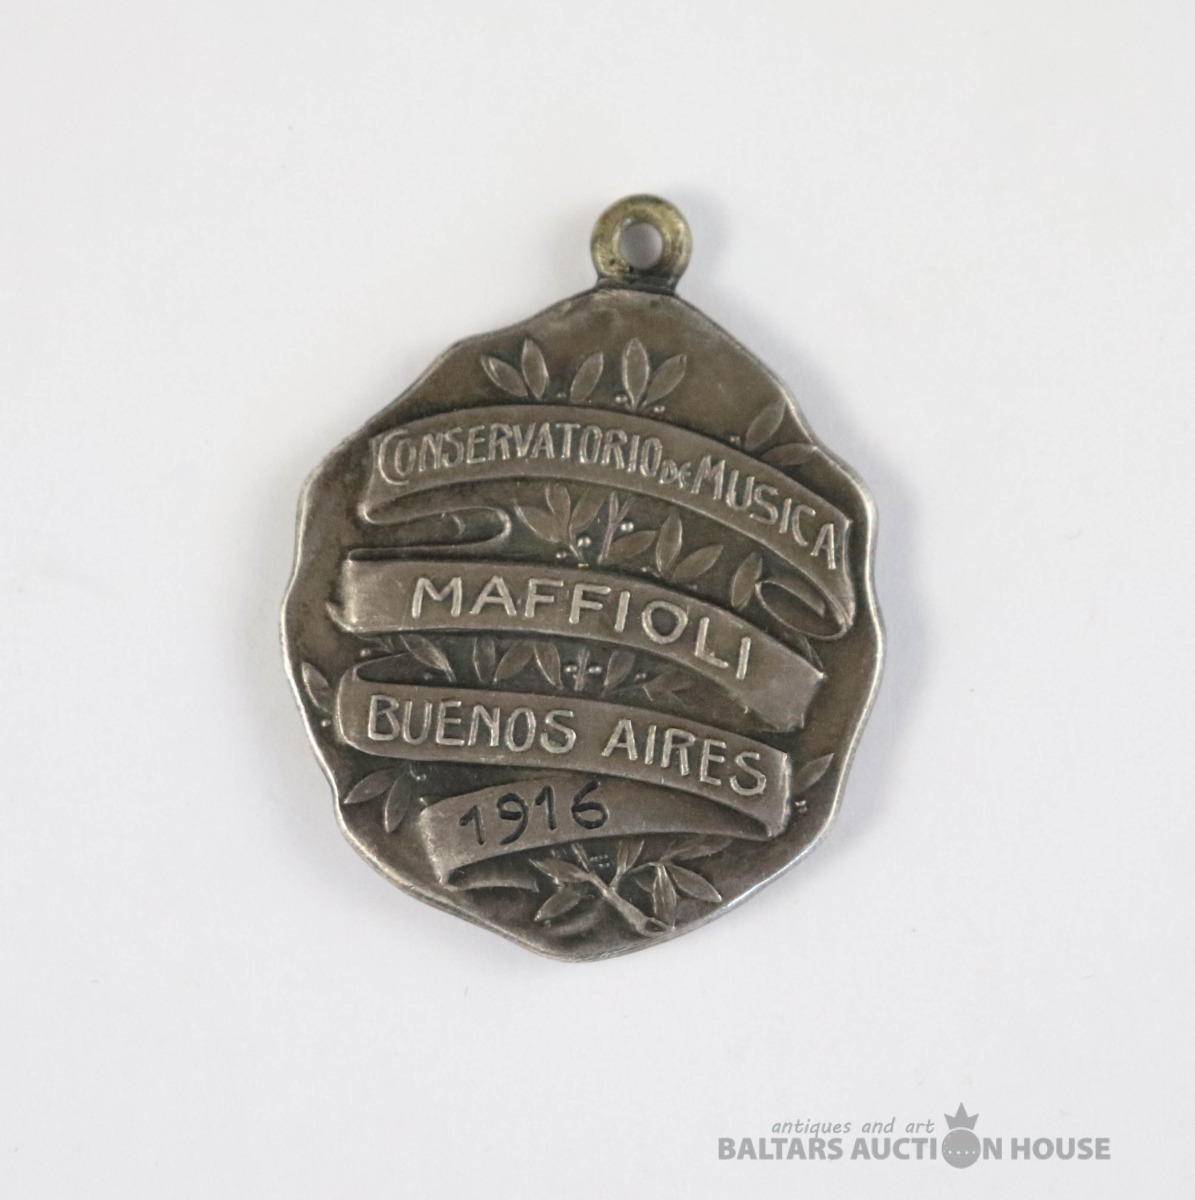 CONSERVATORIO DE MUSICA
MAFFIOLI
BUENOS AIRES
1916
antiques and art
BALTARS AUCTION HOUSE